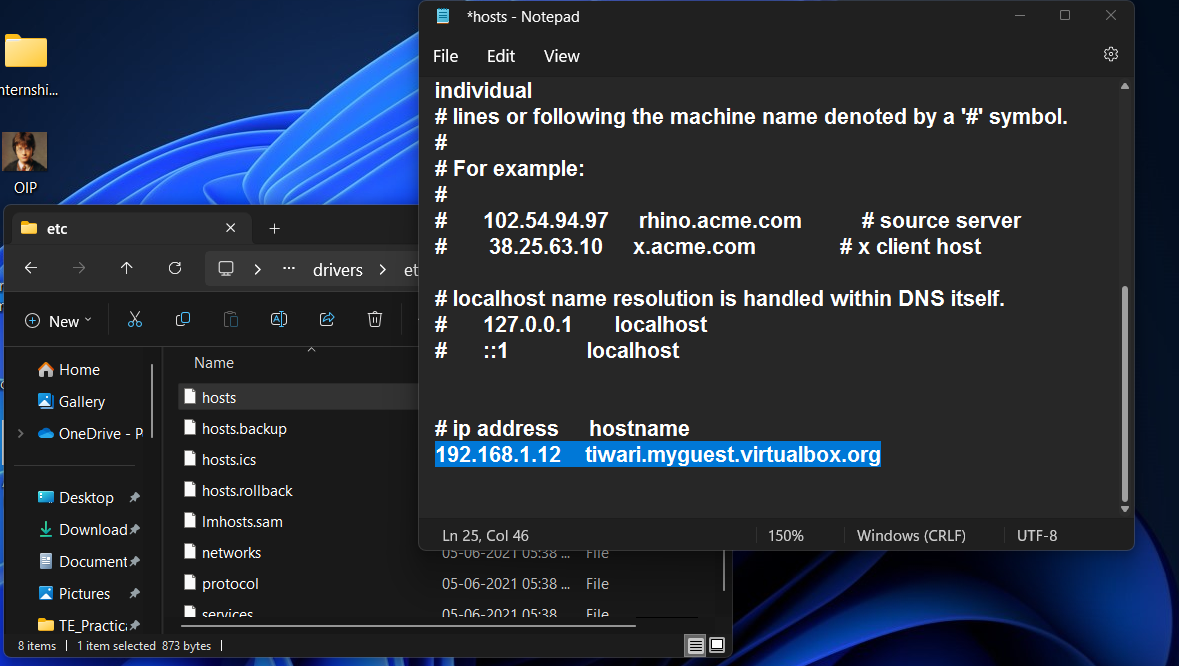 nternshi...
OIP
*hosts - Notepad
File Edit View
individual
# lines or following the machine name denoted by a '#' symbol.
#
# For example:
#
# 102.54.94.97 rhino.acme.com # source server
# 38.25.63.10 x.acme.com # x client host
# localhost name resolution is handled within DNS itself.
# 127.0.0.1 localhost
# ::1 localhost
# ip address hostname
192.168.1.12 tiwari.myguest.virtualbox.org
Ln 25, Col 46 150% Windows (CRLF) UTF-8
etc
... drivers et
New
Home
Gallery
OneDrive - P
Desktop
Download
Document
Pictures
TE_Practic
Name
hosts
hosts.backup
hosts.ics
hosts.rollback
lmhosts.sam
networks 05-06-2021 05:38 ... File
protocol 05-06-2021 05:38 ... File
services 05-06-2021 05:38 File
8 items 1 item selected 873 bytes